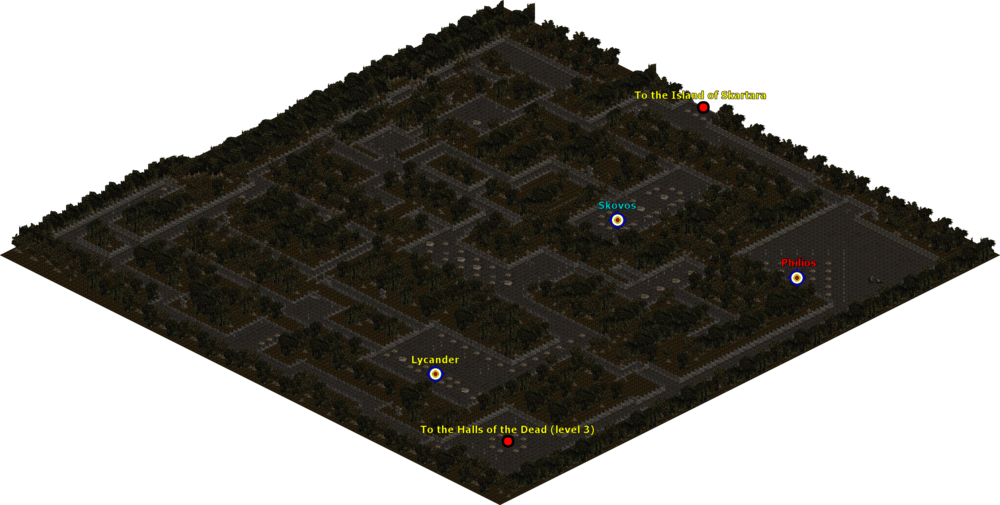 To the Island of Skartara
Skovos
Philios
Lycander
To the Halls of the Dead (level 3)